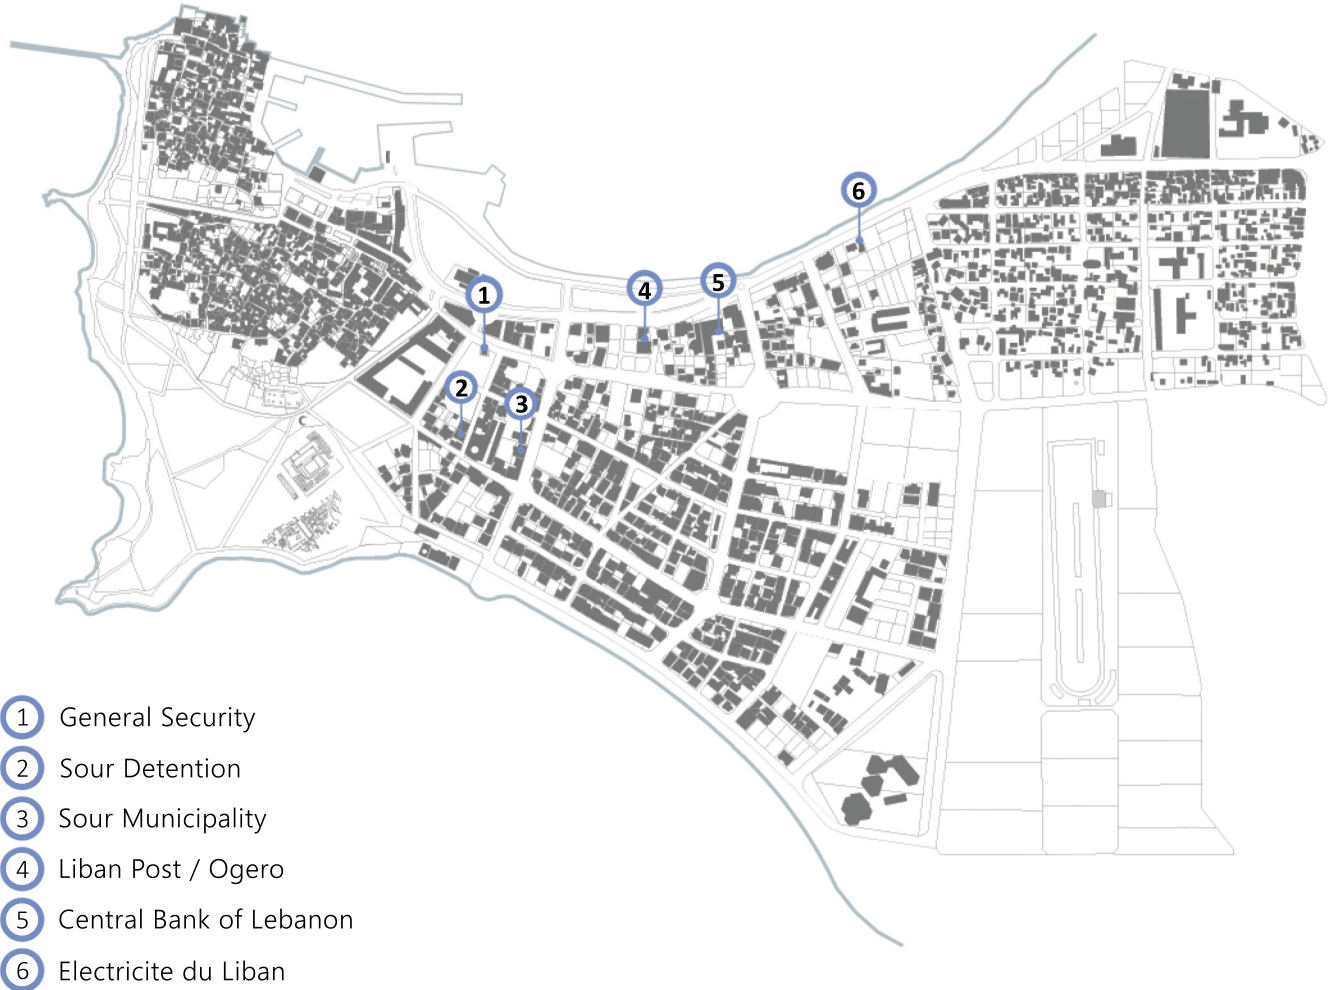 6
5
4
1
2
3
1 General Security
2 Sour Detention
3 Sour Municipality
4 Liban Post / Ogero
5 Central Bank of Lebanon
6 Electricite du Liban